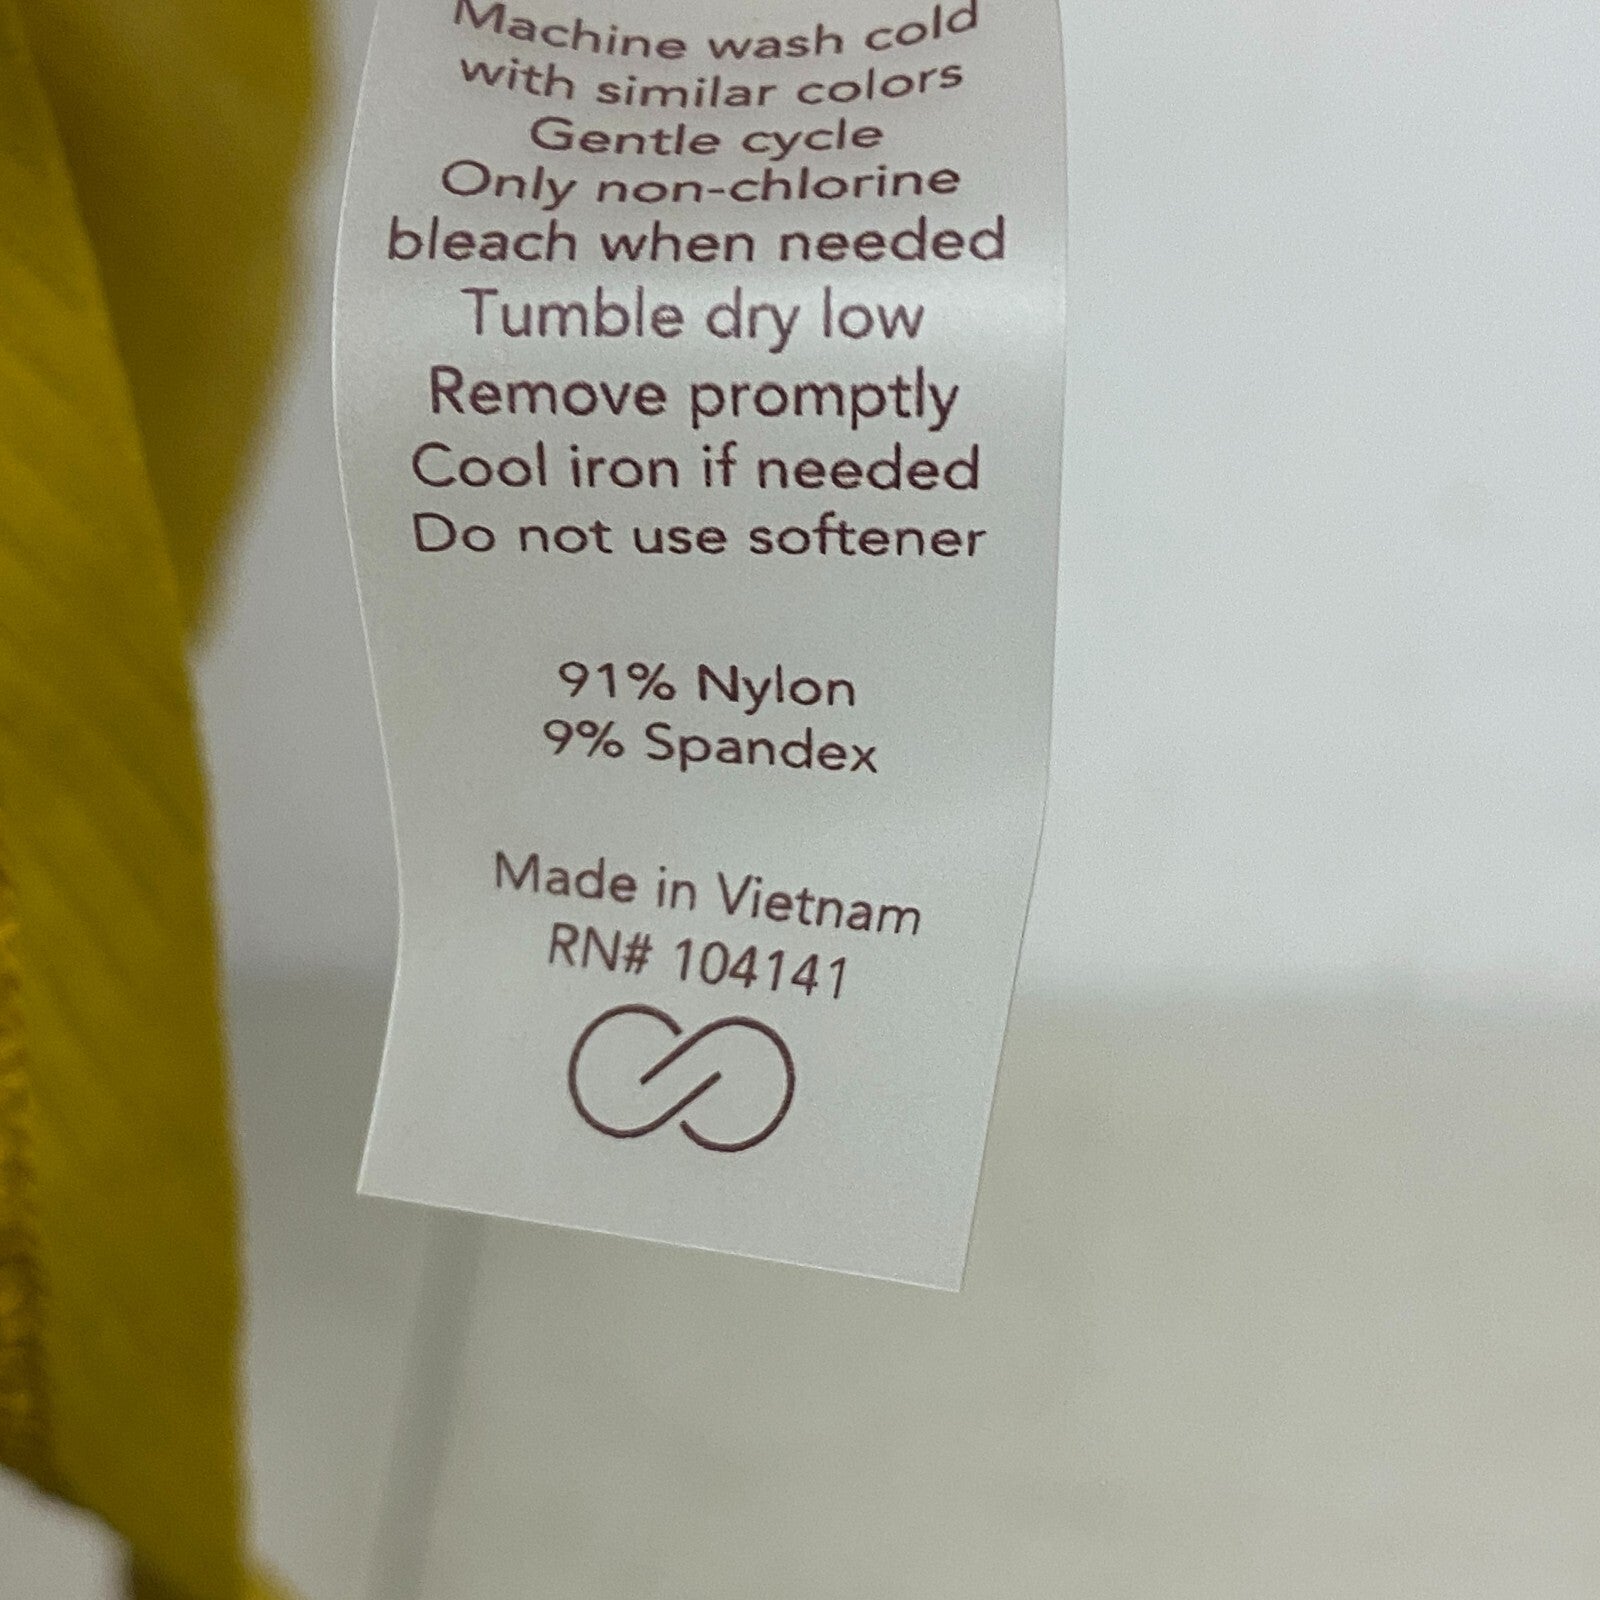 Machine wash cold
with similar colors
Gentle cycle
Only non-chlorine
bleach when needed
Tumble dry low
Remove promptly
Cool iron if needed
Do not use softener
91% Nylon
9% Spandex
Made in Vietnam
RN# 104141